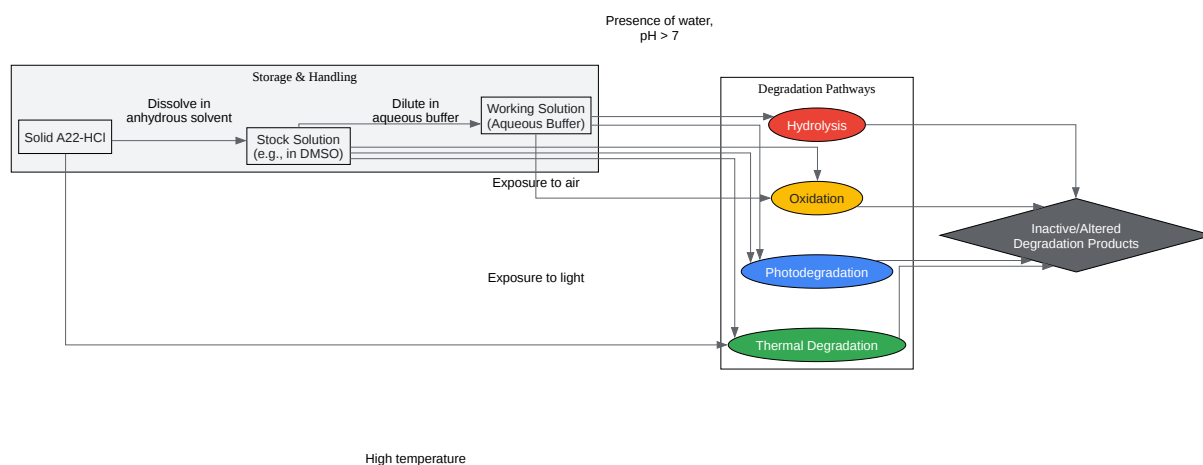 Presence of water,
pH > 7
Storage & Handling
Dissolve in
anhydrous solvent
Dilute in
aqueous buffer
Solid A22-HCl
Stock Solution
(e.g., in DMSO)
Working Solution
(Aqueous Buffer)
Degradation Pathways
Hydrolysis
Exposure to air
Oxidation
Inactive/Altered
Degradation Products
Exposure to light
Photodegradation
Thermal Degradation
High temperature